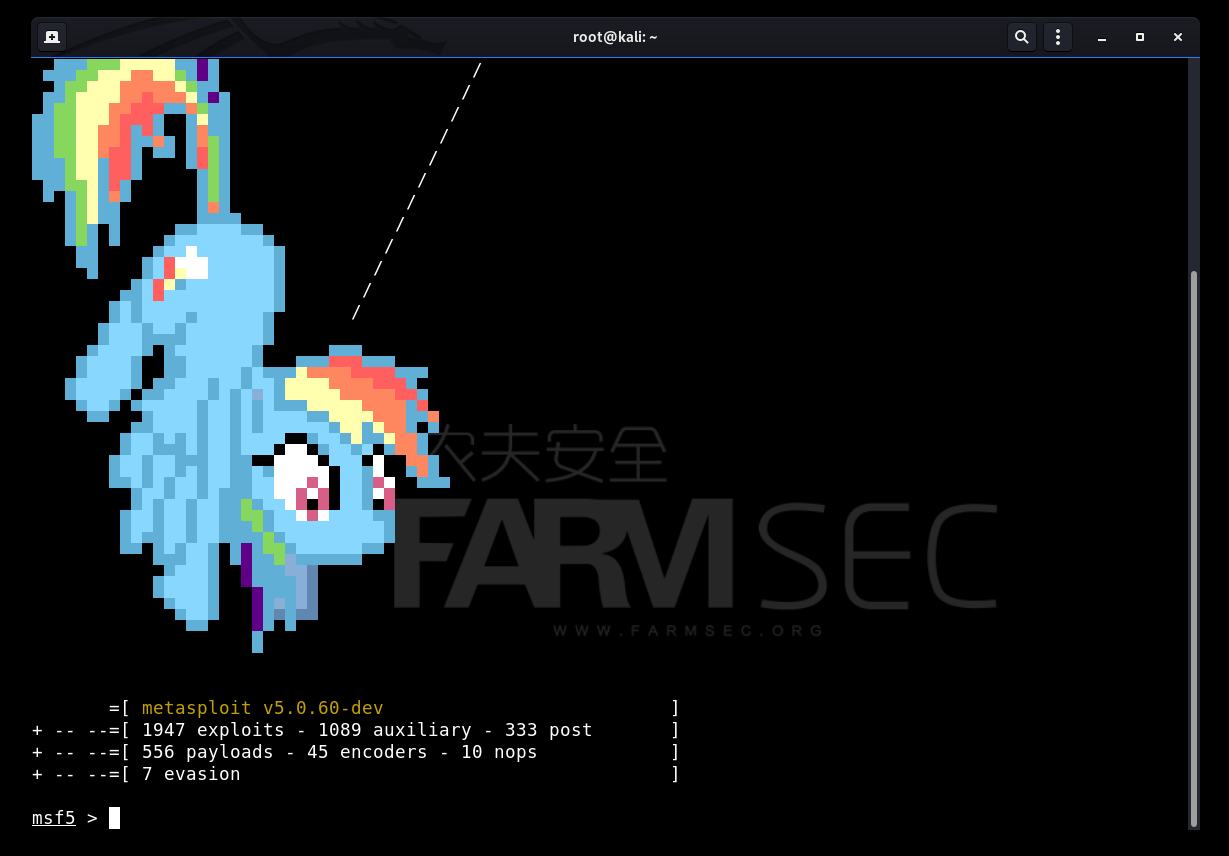 root@kali: ~
农夫安全
FARMSEC
WWW.FARMSEC.ORG
=[ metasploit v5.0.60-dev ]
+ -- --=[ 1947 exploits - 1089 auxiliary - 333 post ]
+ -- --=[ 556 payloads - 45 encoders - 10 nops ]
+ -- --=[ 7 evasion ]
msf5 >